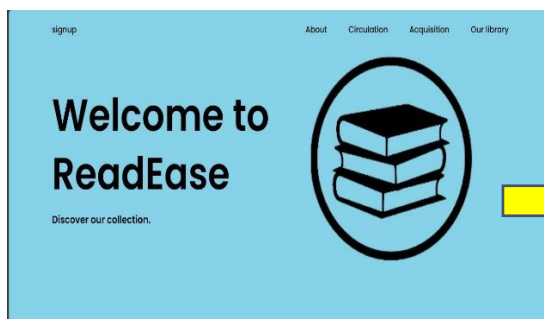 signup
About Circulation Acquisition Our library
Welcome to
ReadEase
Discover our collection.